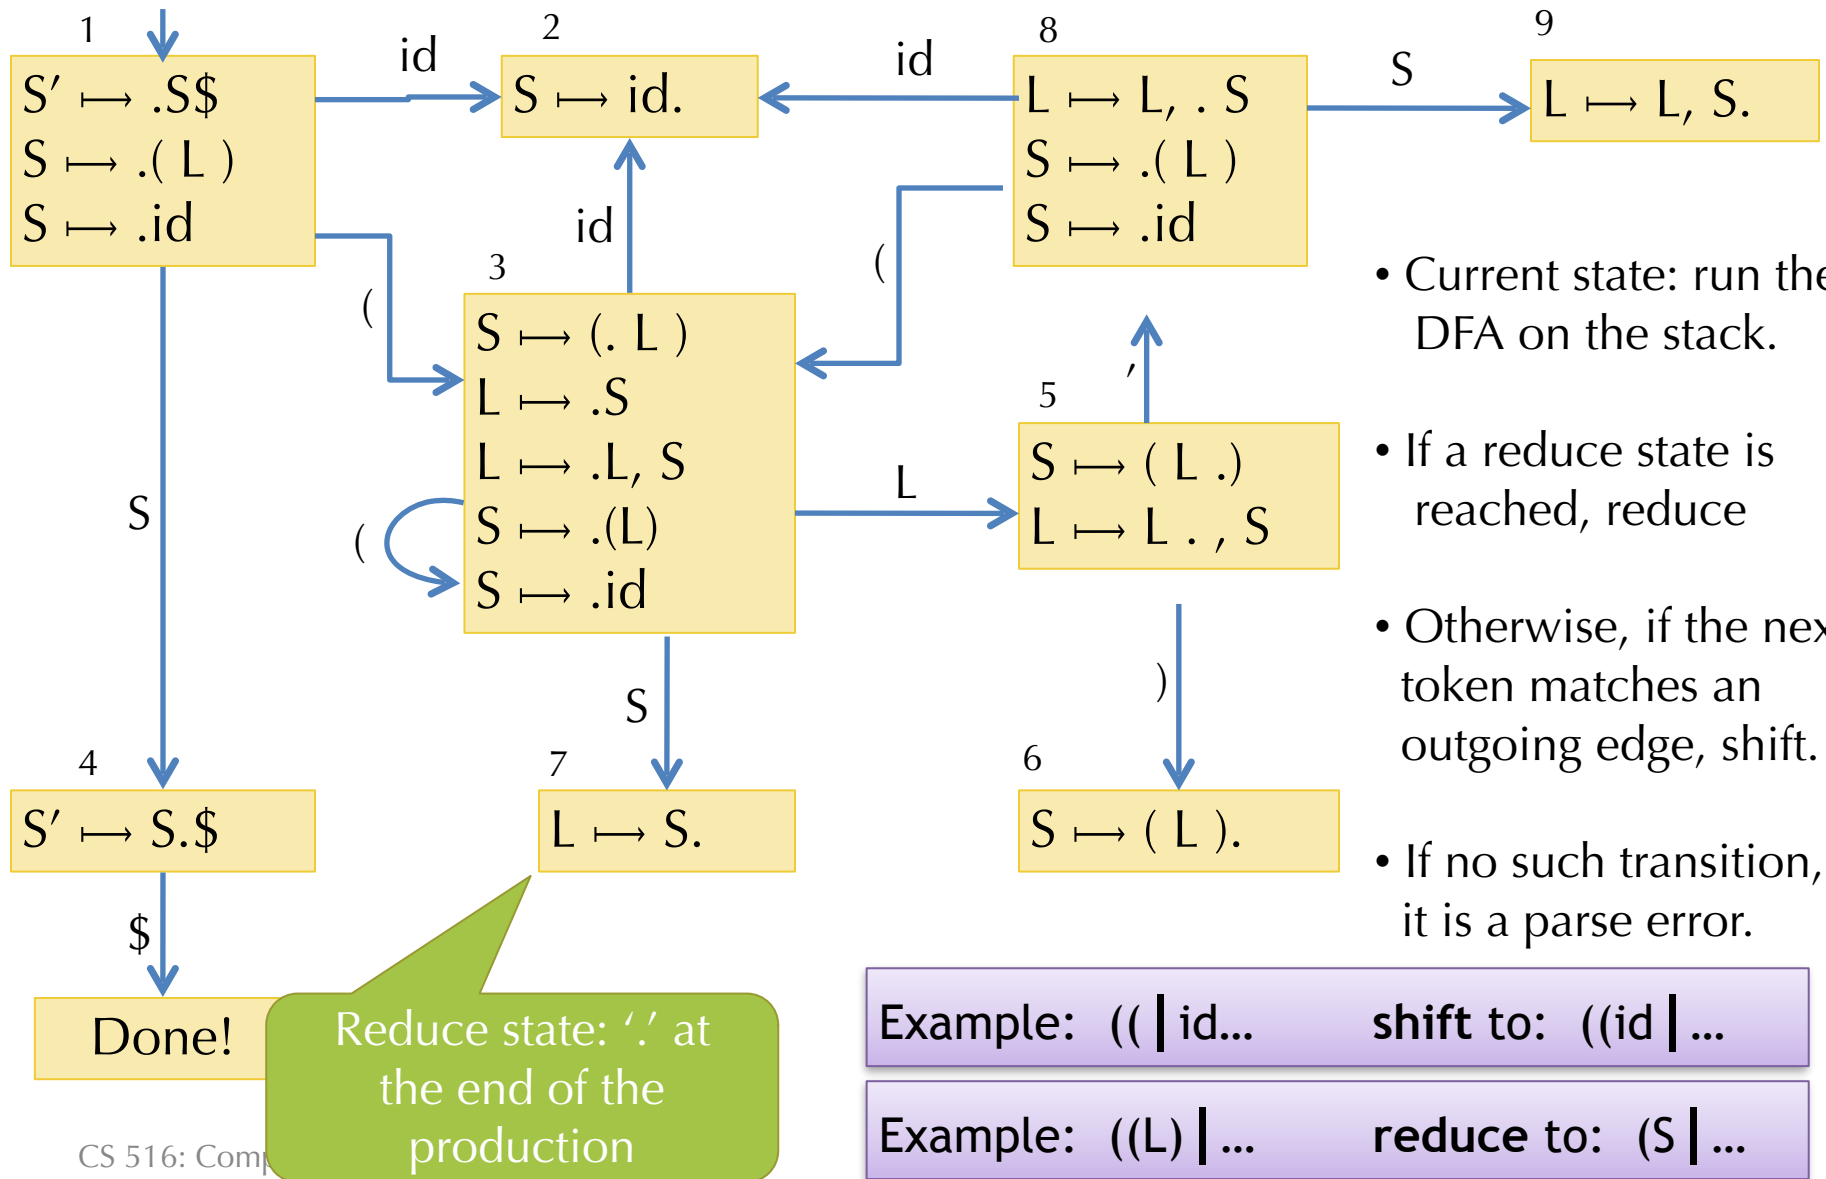 1
S′ ⟼ .S$
S ⟼ .( L )
S ⟼ .id
id
2
S ⟼ id.
id
8
L ⟼ L, . S
S ⟼ .( L )
S ⟼ .id
S
9
L ⟼ L, S.
id
(
(
3
S ⟼ (. L )
L ⟼ .S
L ⟼ .L, S
S ⟼ .(L)
S ⟼ .id
(
S
L
,
5
S ⟼ ( L .)
L ⟼ L . , S
)
S
4
S′ ⟼ S.$
7
L ⟼ S.
6
S ⟼ ( L ).
$
Done!
Reduce state: ‘.’ at
the end of the
production
• Current state: run the
DFA on the stack.
• If a reduce state is
reached, reduce
• Otherwise, if the
token matches an
outgoing edge, shift.
• If no such transition,
it is a parse error.
Example: (( | id... shift to: ((id | ...
Example: ((L) | ... reduce to: (S | ...
CS 516: